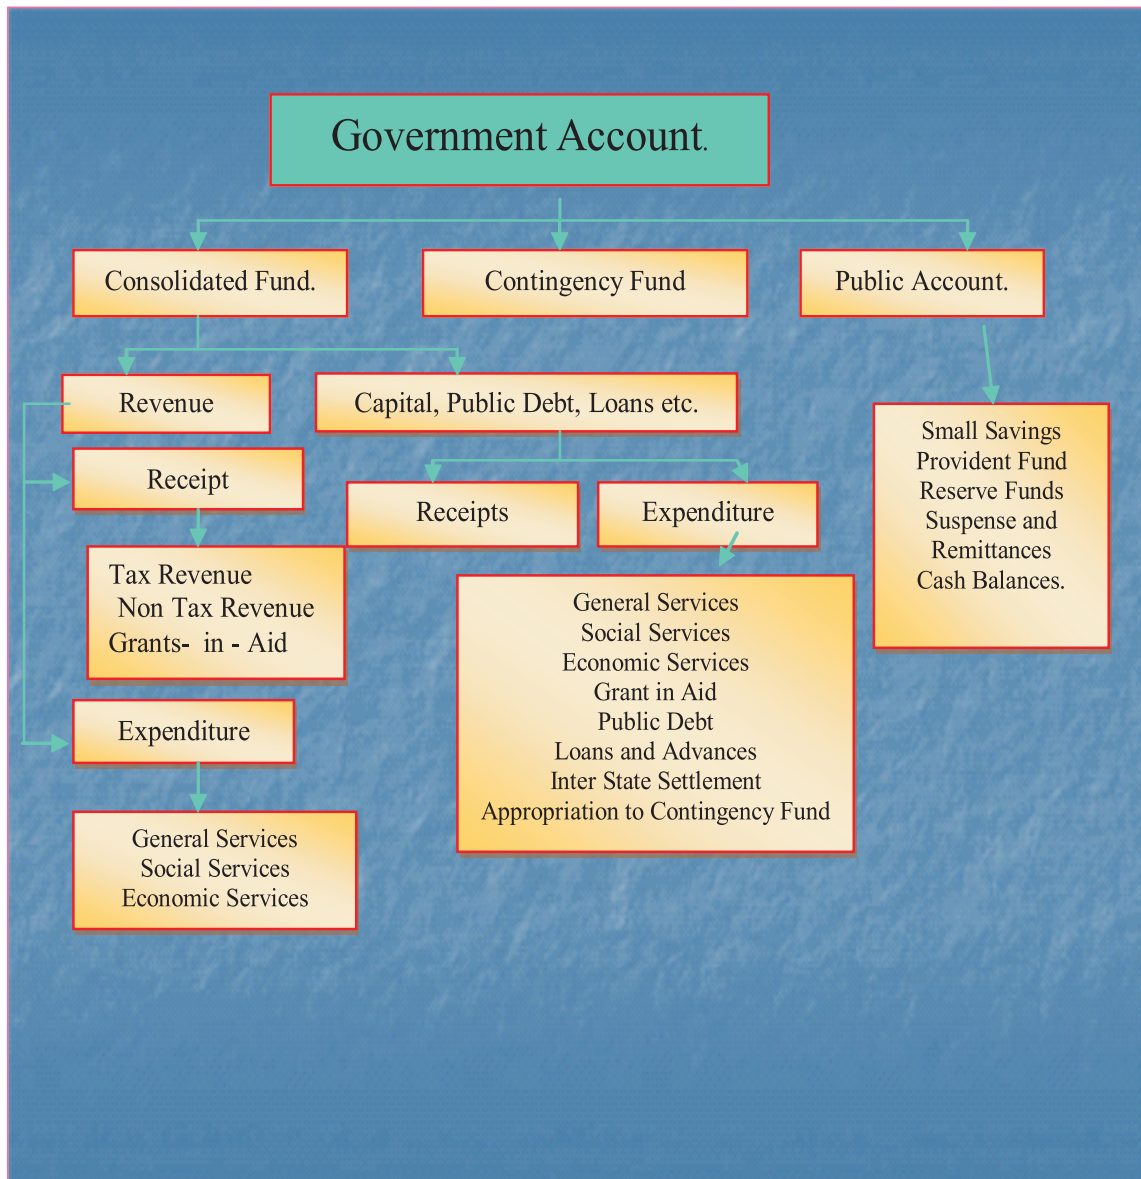 Government Account.
Consolidated Fund.
Contingency Fund
Public Account.
Revenue
Capital, Public Debt, Loans etc.
Receipt
Receipts
Expenditure
Small Savings
Provident Fund
Reserve Funds
Suspense and
Remittances
Cash Balances.
Tax Revenue
Non Tax Revenue
Grants- in - Aid
General Services
Social Services
Economic Services
Grant in Aid
Public Debt
Loans and Advances
Inter State Settlement
Appropriation to Contingency Fund
Expenditure
General Services
Social Services
Economic Services